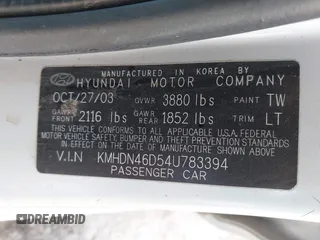 MANUFACTURED IN KOREA BY
HYUNDAI MOTOR COMPANY
OCT/27/03 GVWR 3880 lbs PAINT TW
GAWR FRONT 2116 lbs GAWR REAR 1852 lbs TRIM LT
THIS VEHICLE CONFORMS TO ALL APPLICABLE U.S.A FEDERAL
MOTOR VEHICLE SAFETY, BUMPER, AND THEFT PREVENTION
STANDARDS IN EFFECT ON THE DATE OF MANUFACTURE
SHOWN ABOVE.
V.I.N KMHDN46D54U783394
PASSENGER CAR
DREAMBID